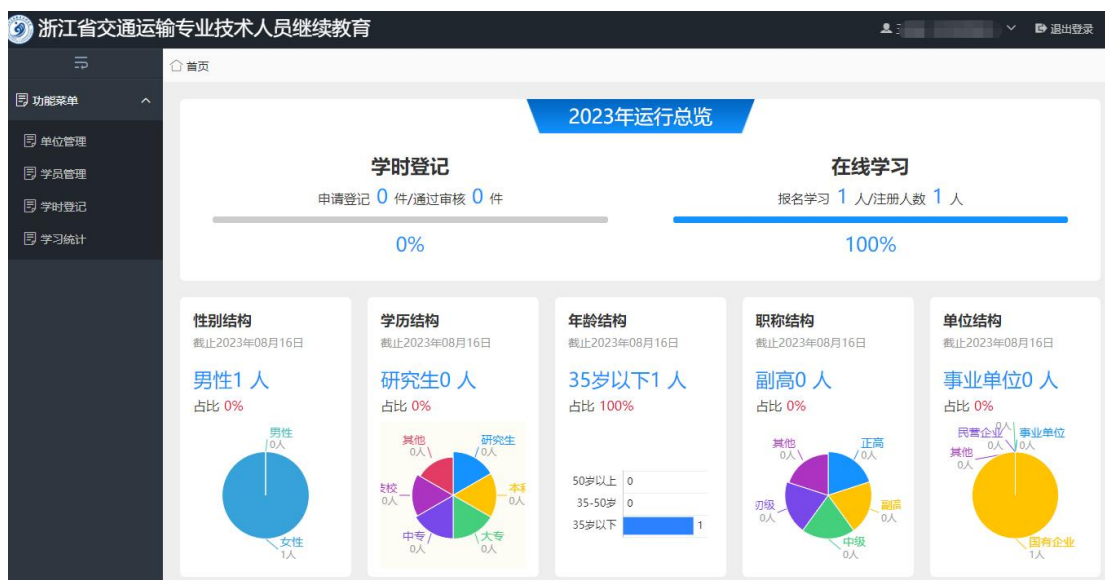 浙江省交通运输专业技术人员继续教育
退出登录
首页
功能菜单
单位管理
学员管理
学时登记
学习统计
2023年运行总览
学时登记
申请登记 0 件/通过审核 0 件
0%
在线学习
报名学习 1 人/注册人数 1 人
100%
性别结构
截止2023年08月16日
男性1 人
占比 0%
男性
0人
女性
1人
学历结构
截止2023年08月16日
研究生0 人
占比 0%
其他
0人
研究生
0人
技校
0人
本科
0人
中专
0人
大专
0人
年龄结构
截止2023年08月16日
35岁以下1 人
占比 100%
50岁以上 0
35-50岁 0
35岁以下 1
职称结构
截止2023年08月16日
副高0 人
占比 0%
其他
0人
正高
0人
初级
0人
副高
0人
中级
0人
单位结构
截止2023年08月16日
事业单位0 人
占比 0%
民营企业
0人
事业单位
0人
其他
0人
国有企业
1人